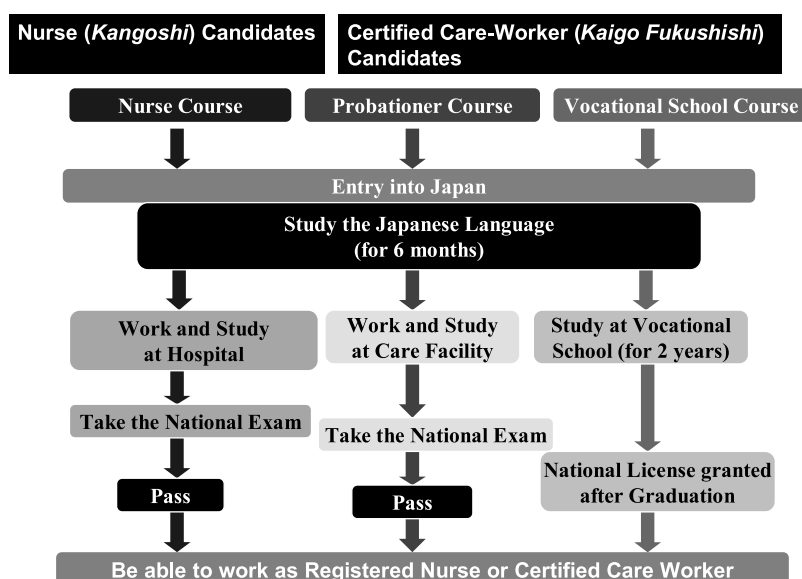 Nurse (Kangoshi) Candidates
Certified Care-Worker (Kaigo Fukushishi)
Candidates
Nurse Course
Probationer Course
Vocational School Course
Entry into Japan
Study the Japanese Language
(for 6 months)
Work and Study
at Hospital
Work and Study
at Care Facility
Study at Vocational
School (for 2 years)
Take the National Exam
Take the National Exam
National License granted
after Graduation
Pass
Pass
Be able to work as Registered Nurse or Certified Care Worker